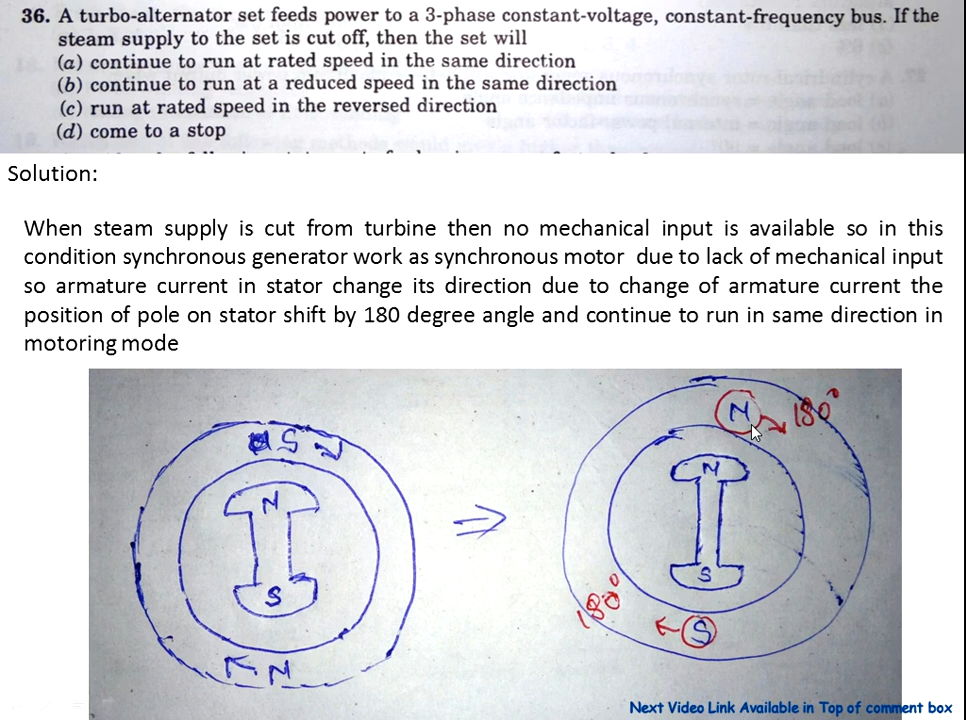 36. A turbo-alternator set feeds power to a 3-phase constant-voltage, constant-frequency bus. If the
steam supply to the set is cut off, then the set will
(a) continue to run at rated speed in the same direction
(b) continue to run at a reduced speed in the same direction
(c) run at rated speed in the reversed direction
(d) come to a stop
Solution:
When steam supply is cut from turbine then no mechanical input is available so in this
condition synchronous generator work as synchronous motor due to lack of mechanical input
so armature current in stator change its direction due to change of armature current the
position of pole on stator shift by 180 degree angle and continue to run in same direction in
motoring mode
S
N
S
N
N
180°
N
S
180°
S
Next Video Link Available in Top of comment box